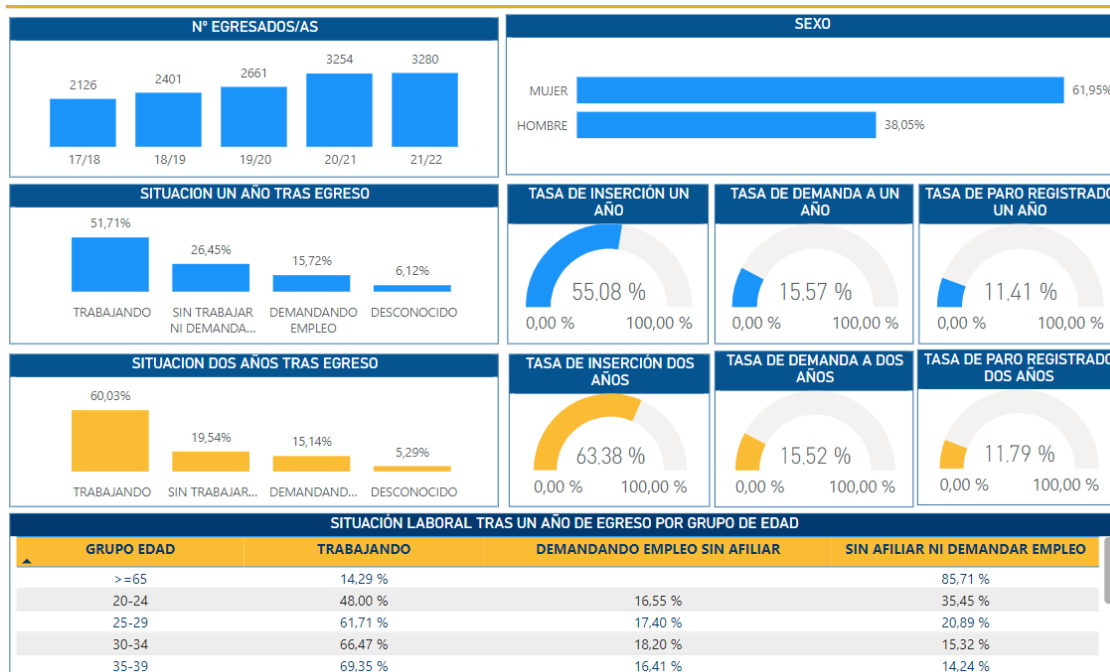 Nº EGRESADOS/AS
2126
2401
2661
3254
3280
17/18
18/19
19/20
20/21
21/22
SEXO
MUJER
61,95%
HOMBRE
38,05%
SITUACION UN AÑO TRAS EGRESO
51,71%
26,45%
15,72%
6,12%
TRABAJANDO
SIN TRABAJAR
NI DEMANDA...
DEMANDANDO
EMPLEO
DESCONOCIDO
TASA DE INSERCIÓN UN
AÑO
55,08 %
0,00 %
100,00 %
TASA DE DEMANDA A UN
AÑO
15,57 %
0,00 %
100,00 %
TASA DE PARO REGISTRADO
UN AÑO
11,41 %
0,00 %
100,00 %
SITUACION DOS AÑOS TRAS EGRESO
60,03%
19,54%
15,14%
5,29%
TRABAJANDO
SIN TRABAJAR...
DEMANDAND...
DESCONOCIDO
TASA DE INSERCIÓN DOS
AÑOS
63,38 %
0,00 %
100,00 %
TASA DE DEMANDA A DOS
AÑOS
15,52 %
0,00 %
100,00 %
TASA DE PARO REGISTRADO
DOS AÑOS
11,79 %
0,00 %
100,00 %
SITUACIÓN LABORAL TRAS UN AÑO DE EGRESO POR GRUPO DE EDAD
GRUPO EDAD TRABAJANDO DEMANDANDO EMPLEO SIN AFILIAR SIN AFILIAR NI DEMANDAR EMPLEO
>=65 14,29 % 85,71 %
20-24 48,00 % 16,55 % 35,45 %
25-29 61,71 % 17,40 % 20,89 %
30-34 66,47 % 18,20 % 15,32 %
35-39 69,35 % 16,41 % 14,24 %